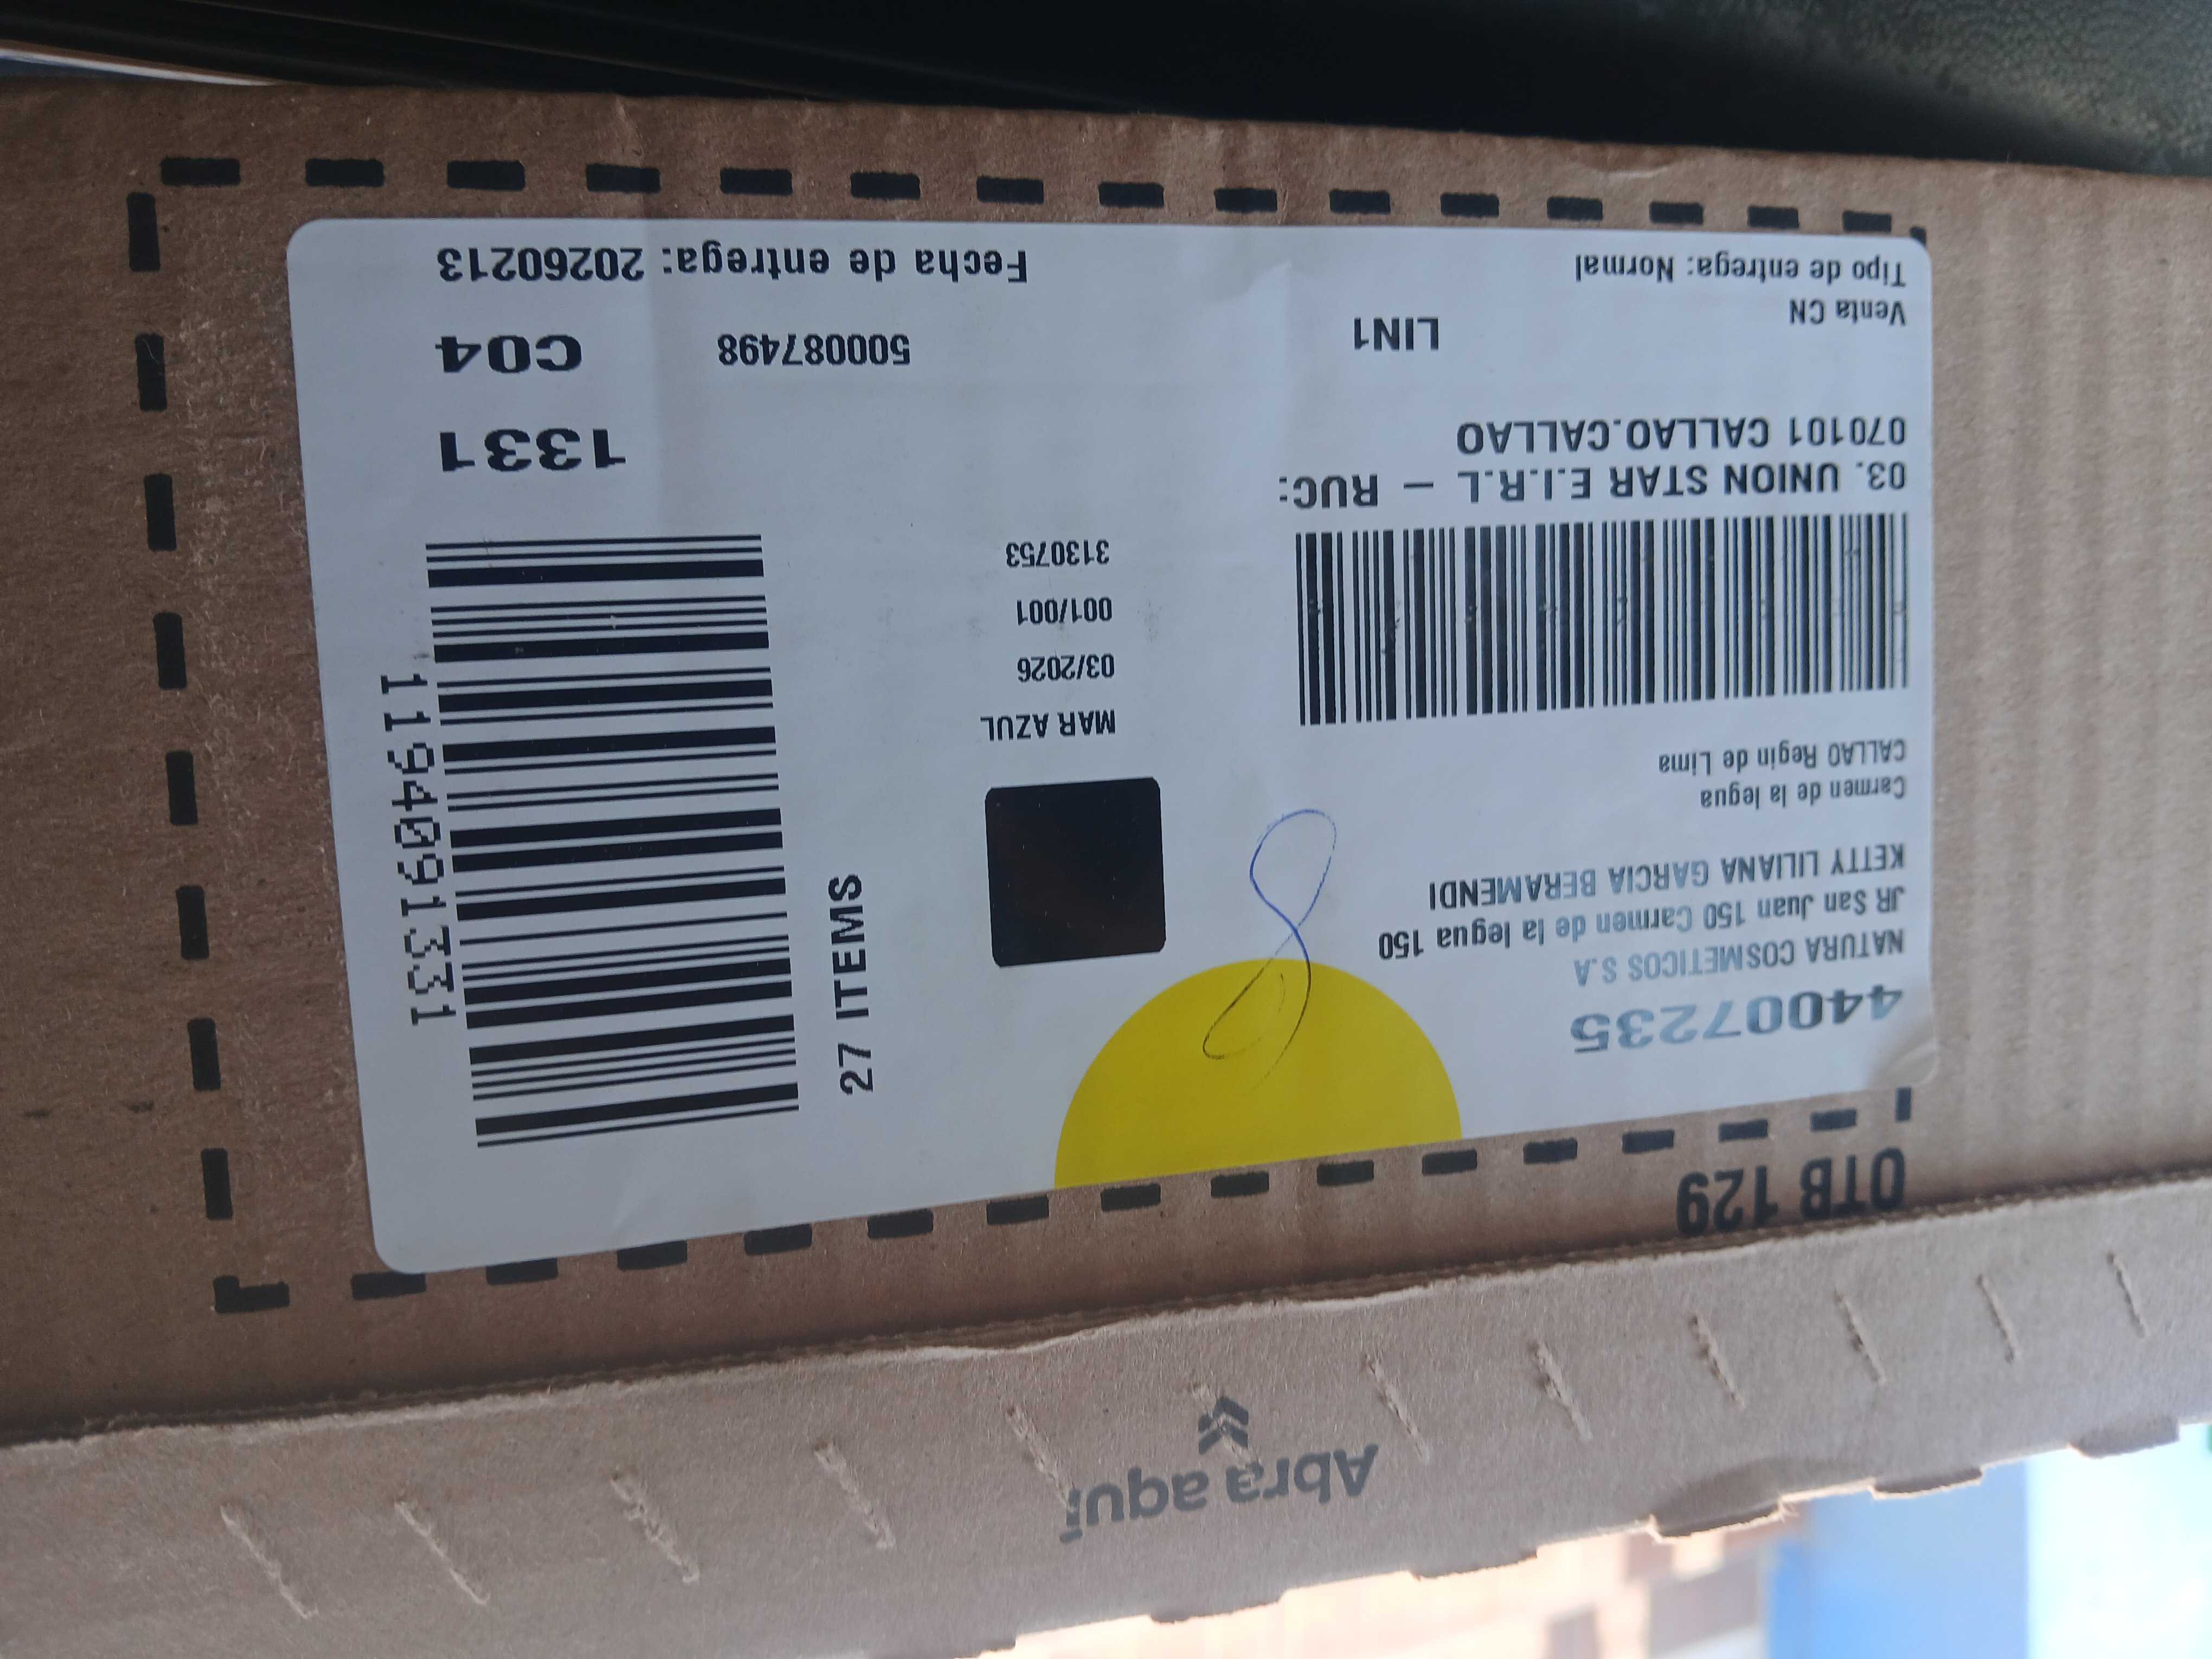 Abra aquí
OTB 129
44007235
NATURA COSMETICOS S.A
JR San Juan 150 Carmen de la legua 150
KETTY LILIANA GARCIA BERAMENDI
Carmen de la legua
CALLAO Regin de Lima
03. UNION STAR E.I.R.L - RUC:
070101 CALLAO.CALLAO
Venta CN
Tipo de entrega: Normal
LIN1
8
MAR AZUL
03/2026
001/001
3130753
27 ITEMS
1194091331
1331
500087498
C04
Fecha de entrega: 20260213